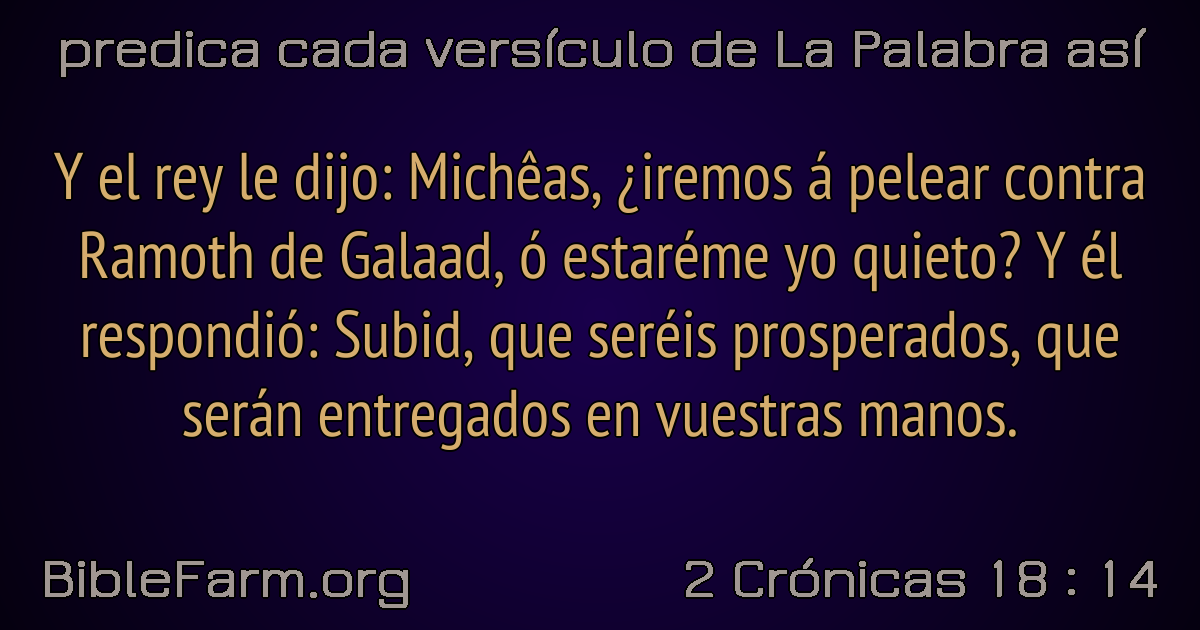 predica cada versículo de La Palabra así
Y el rey le dijo: Michêas, ¿iremos á pelear contra
Ramoth de Galaad, ó estaréme yo quieto? Y él
respondió: Subid, que seréis prosperados, que
serán entregados en vuestras manos.
BibleFarm.org
2 Crónicas 18 : 14